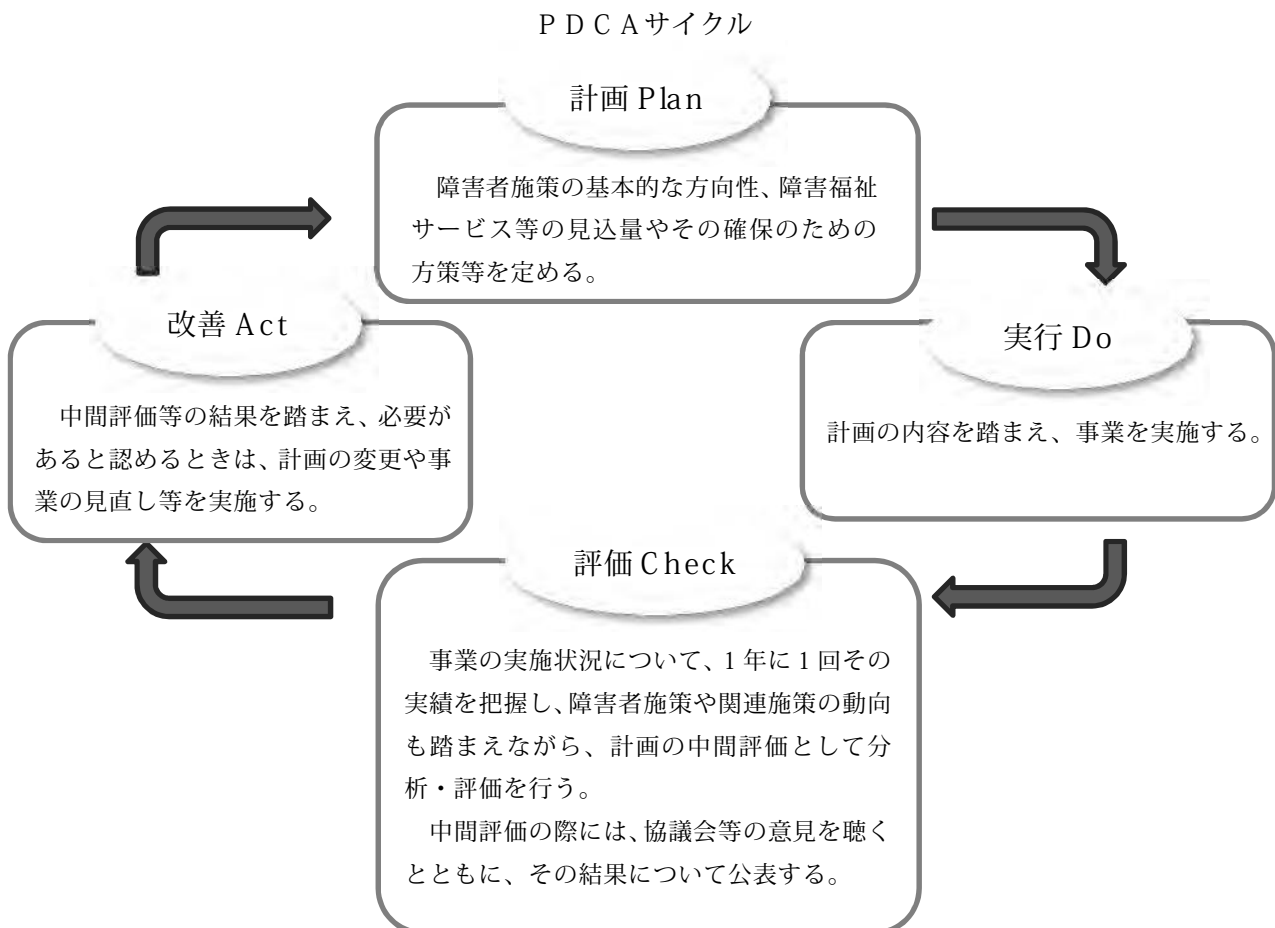 PDCAサイクル
計画 Plan
障害者施策の基本的な方向性、障害福祉
サービス等の見込量やその確保のための
方策等を定める。
改善 Act
中間評価等の結果を踏まえ、必要が
あると認めるときは、計画の変更や事
業の見直し等を実施する。
実行 Do
計画の内容を踏まえ、事業を実施する。
評価 Check
事業の実施状況について、1年に1回その
実績を把握し、障害者施策や関連施策の動向
も踏まえながら、計画の中間評価として分
析・評価を行う。
中間評価の際には、協議会等の意見を聴く
とともに、その結果について公表する。